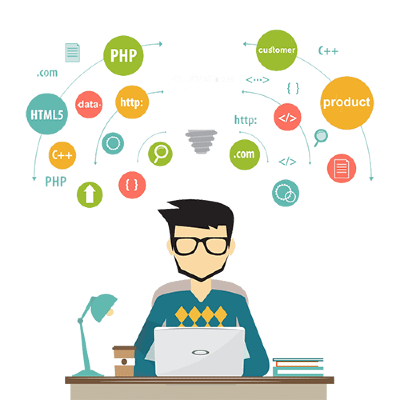 PHP
customer
C++
.com
<···>
{ }
product
data-
http:
</>
HTML5
http:
C++
.com
</>
PHP
{ }